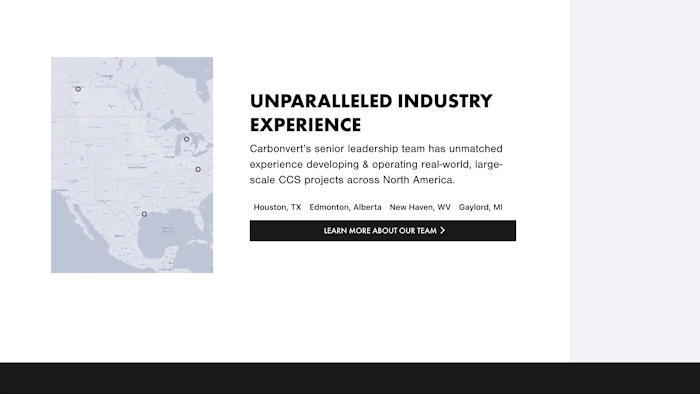 UNPARALLELED INDUSTRY
EXPERIENCE
Carbonvert's senior leadership team has unmatched
experience developing & operating real-world, large-
scale CCS projects across North America.
Houston, TX Edmonton, Alberta New Haven, WV Gaylord, MI
LEARN MORE ABOUT OUR TEAM